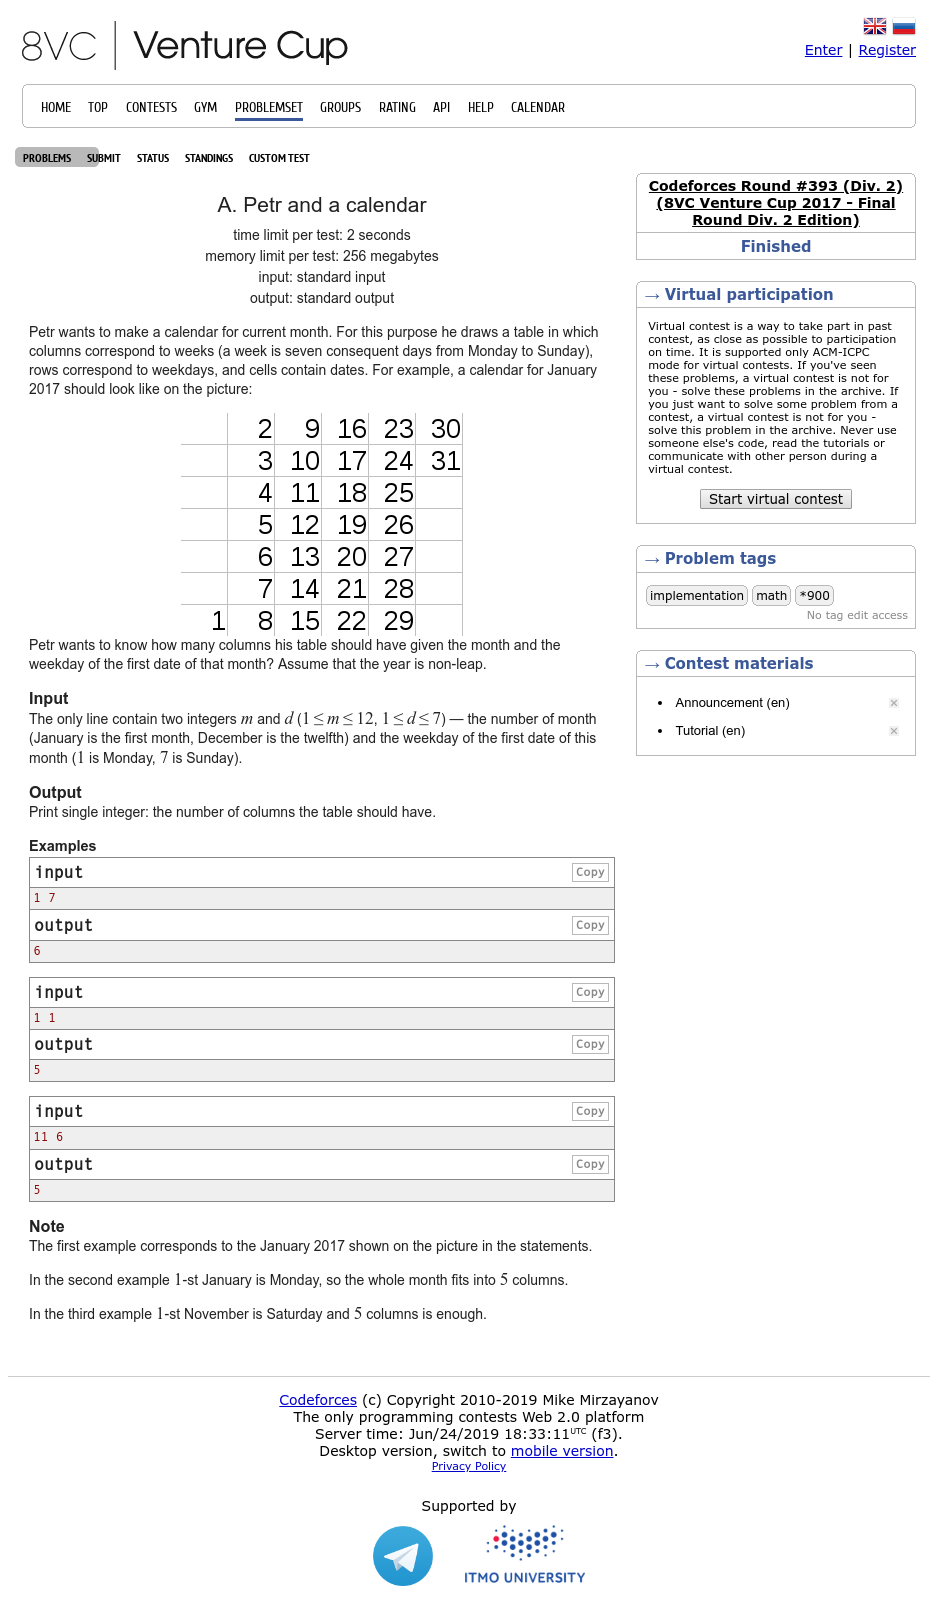 8VC | Venture Cup
Enter | Register
HOME TOP CONTESTS GYM PROBLEMSET GROUPS RATING API HELP CALENDAR
PROBLEMS SUBMIT STATUS STANDINGS CUSTOM TEST
A. Petr and a calendar
time limit per test: 2 seconds
memory limit per test: 256 megabytes
input: standard input
output: standard output
Petr wants to make a calendar for current month. For this purpose he draws a table in which
columns correspond to weeks (a week is seven consequent days from Monday to Sunday),
rows correspond to weekdays, and cells contain dates. For example, a calendar for January
2017 should look like on the picture:
2 9 16 23 30
3 10 17 24 31
4 11 18 25
5 12 19 26
6 13 20 27
7 14 21 28
1 8 15 22 29
Petr wants to know how many columns his table should have given the month and the
weekday of the first date of that month? Assume that the year is non-leap.
Input
The only line contain two integers m and d (1 ≤ m ≤ 12, 1 ≤ d ≤ 7) — the number of month
(January is the first month, December is the twelfth) and the weekday of the first date of this
month (1 is Monday, 7 is Sunday).
Output
Print single integer: the number of columns the table should have.
Examples
input
Copy
1 7
output
Copy
6
input
Copy
1 1
output
Copy
5
input
Copy
11 6
output
Copy
5
Note
The first example corresponds to the January 2017 shown on the picture in the statements.
In the second example 1-st January is Monday, so the whole month fits into 5 columns.
In the third example 1-st November is Saturday and 5 columns is enough.
Codeforces Round #393 (Div. 2)
(8VC Venture Cup 2017 - Final
Round Div. 2 Edition)
Finished
→ Virtual participation
Virtual contest is a way to take part in past
contest, as close as possible to participation
on time. It is supported only ACM-ICPC
mode for virtual contests. If you've seen
these problems, a virtual contest is not for
you - solve these problems in the archive. If
you just want to solve some problem from a
contest, a virtual contest is not for you -
solve this problem in the archive. Never use
someone else's code, read the tutorials or
communicate with other person during a
virtual contest.
Start virtual contest
→ Problem tags
implementation math *900
No tag edit access
→ Contest materials
Announcement (en)
Tutorial (en)
Codeforces (c) Copyright 2010-2019 Mike Mirzayanov
The only programming contests Web 2.0 platform
Server time: Jun/24/2019 18:33:11UTC (f3).
Desktop version, switch to mobile version.
Privacy Policy
Supported by
ITMO UNIVERSITY